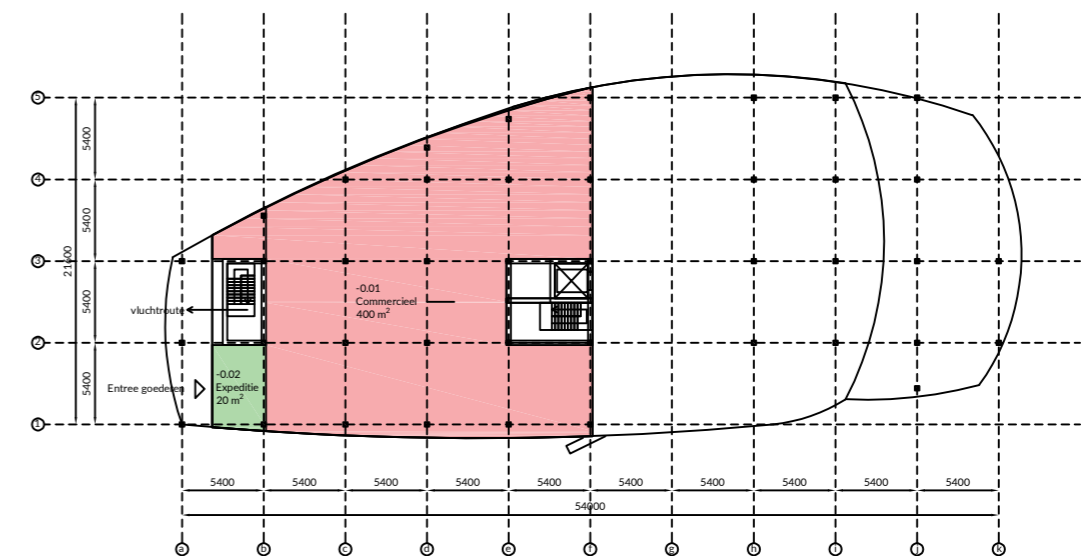 5
5400
4
5400
21600
3
-0.01
Commercieel
400 m²
5400
vluchtroute
2
-0.02
Expeditie
20 m²
5400
Entree goederen
1
5400 5400 5400 5400 5400 5400 5400 5400 5400 5400
54000
a b c d e f g h i j k